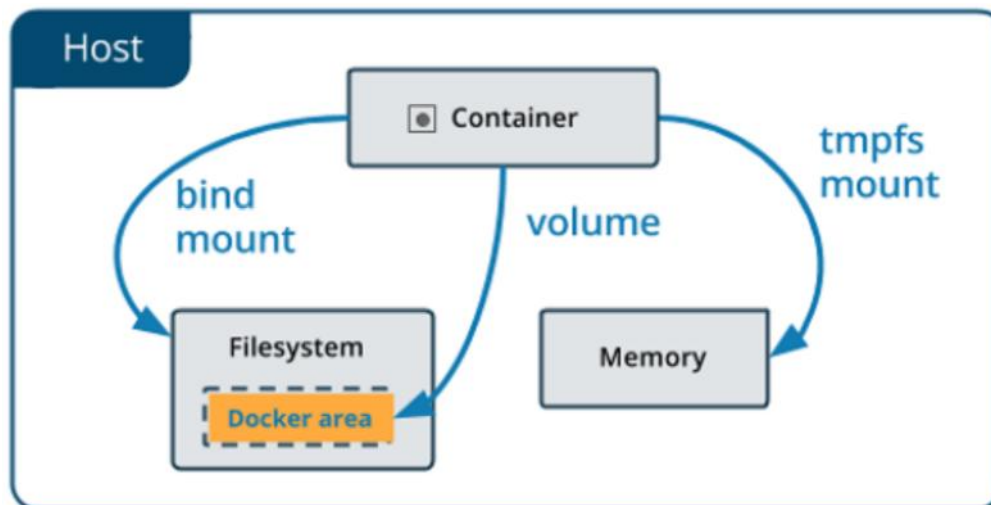 Host
Container
bind
mount
volume
tmpfs
mount
Filesystem
Docker area
Memory